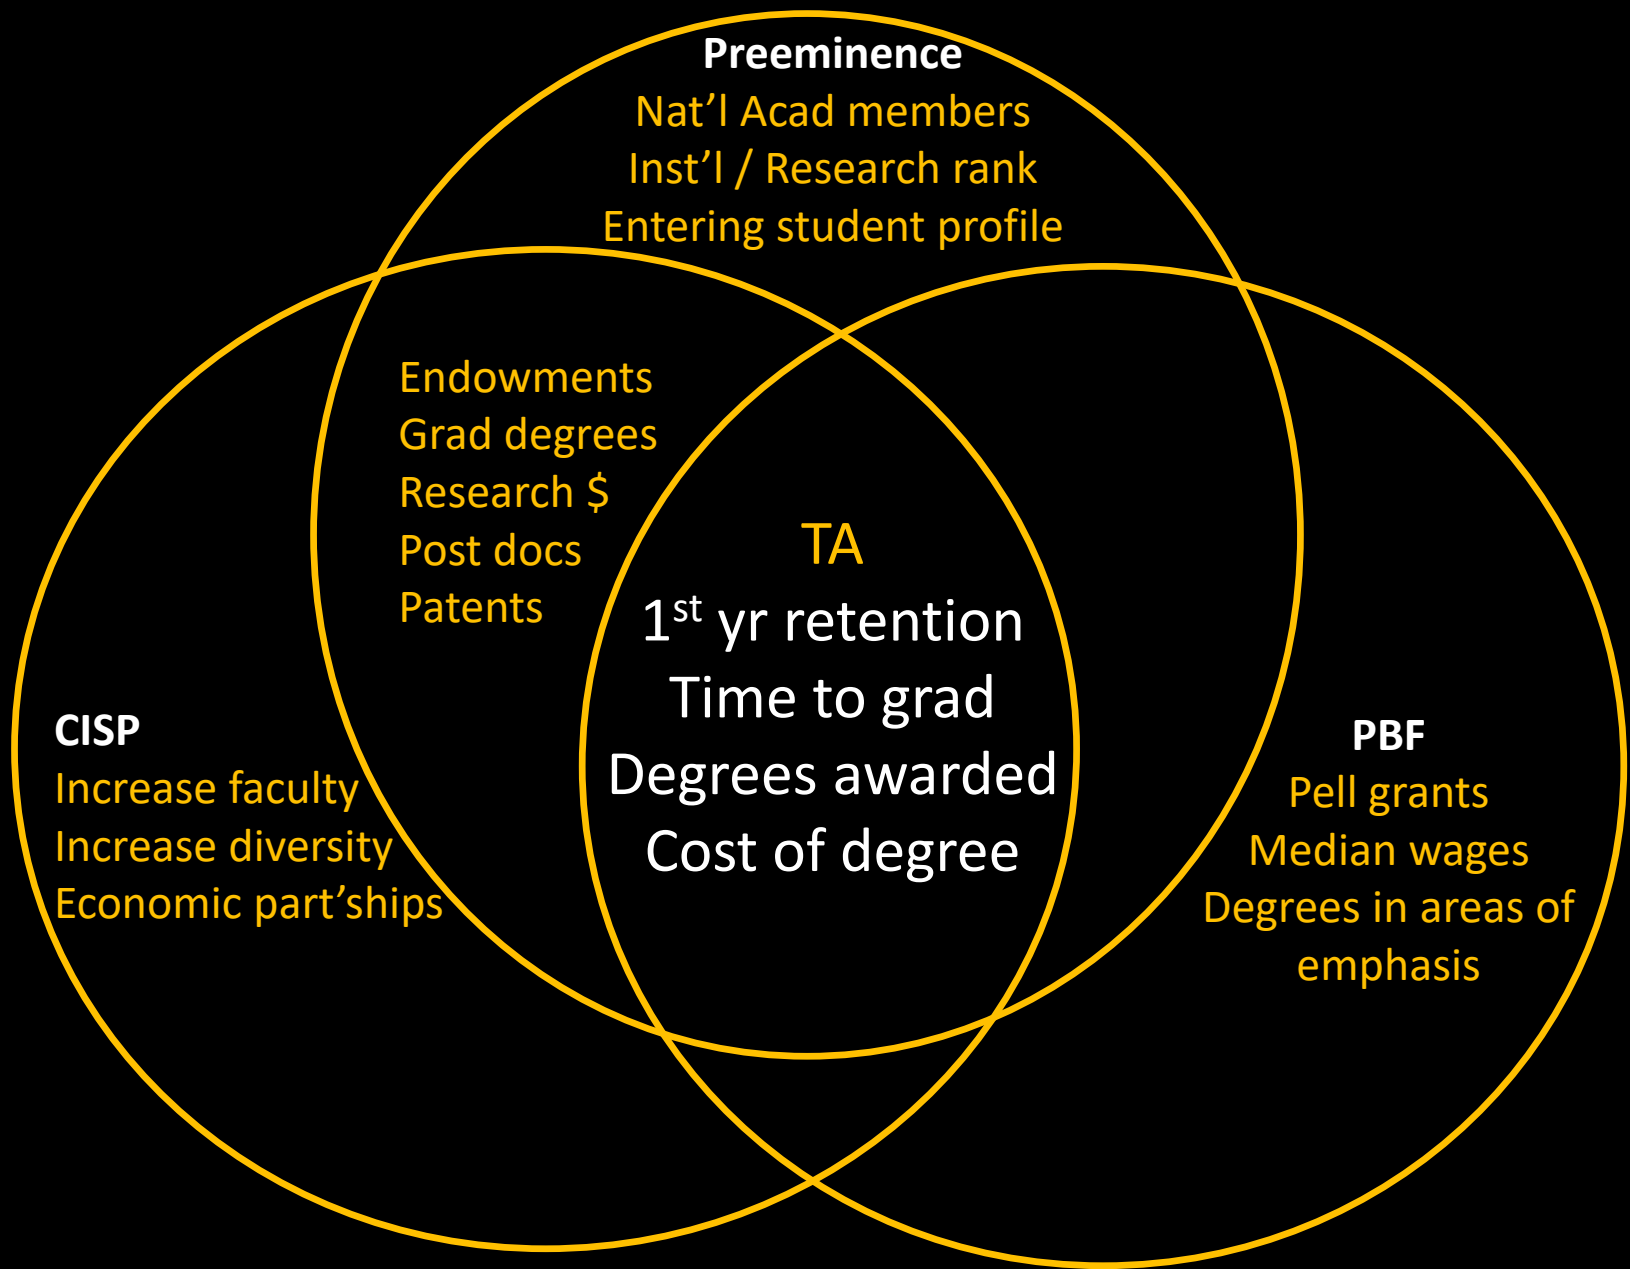 Preeminence
Nat’l Acad members
Inst’l / Research rank
Entering student profile
Endowments
Grad degrees
Research $
Post docs
Patents
TA
1st yr retention
Time to grad
Degrees awarded
Cost of degree
CISP
Increase faculty
Increase diversity
Economic part’ships
PBF
Pell grants
Median wages
Degrees in areas of
emphasis